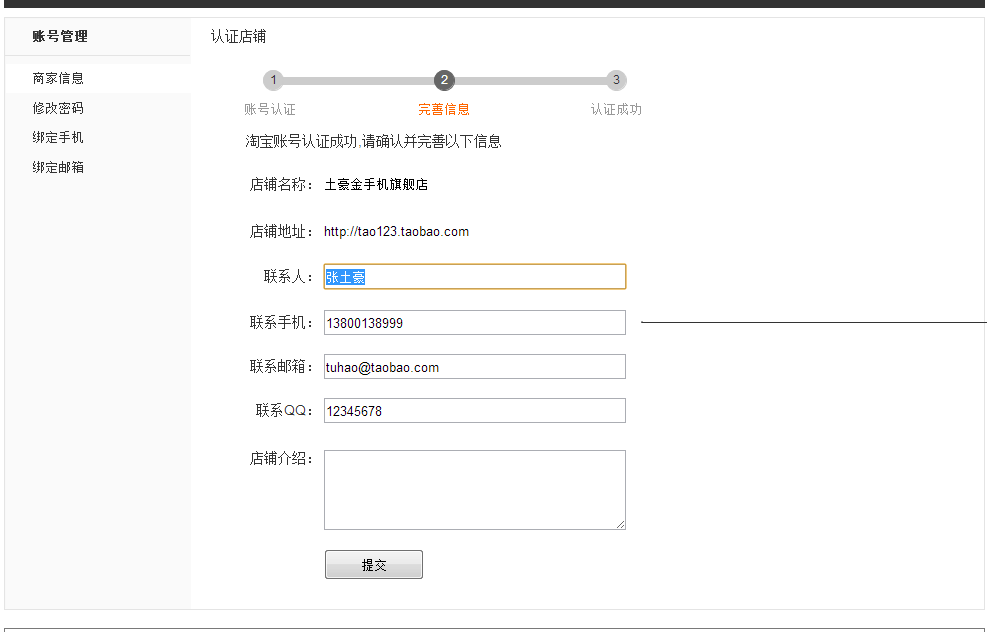 账号管理
商家信息
修改密码
绑定手机
绑定邮箱
认证店铺
1 2 3
账号认证 完善信息 认证成功
淘宝账号认证成功,请确认并完善以下信息
店铺名称： 土豪金手机旗舰店
店铺地址： http://tao123.taobao.com
联系人： 张土豪
联系手机： 13800138999
联系邮箱： tuhao@taobao.com
联系QQ： 12345678
店铺介绍：
提交